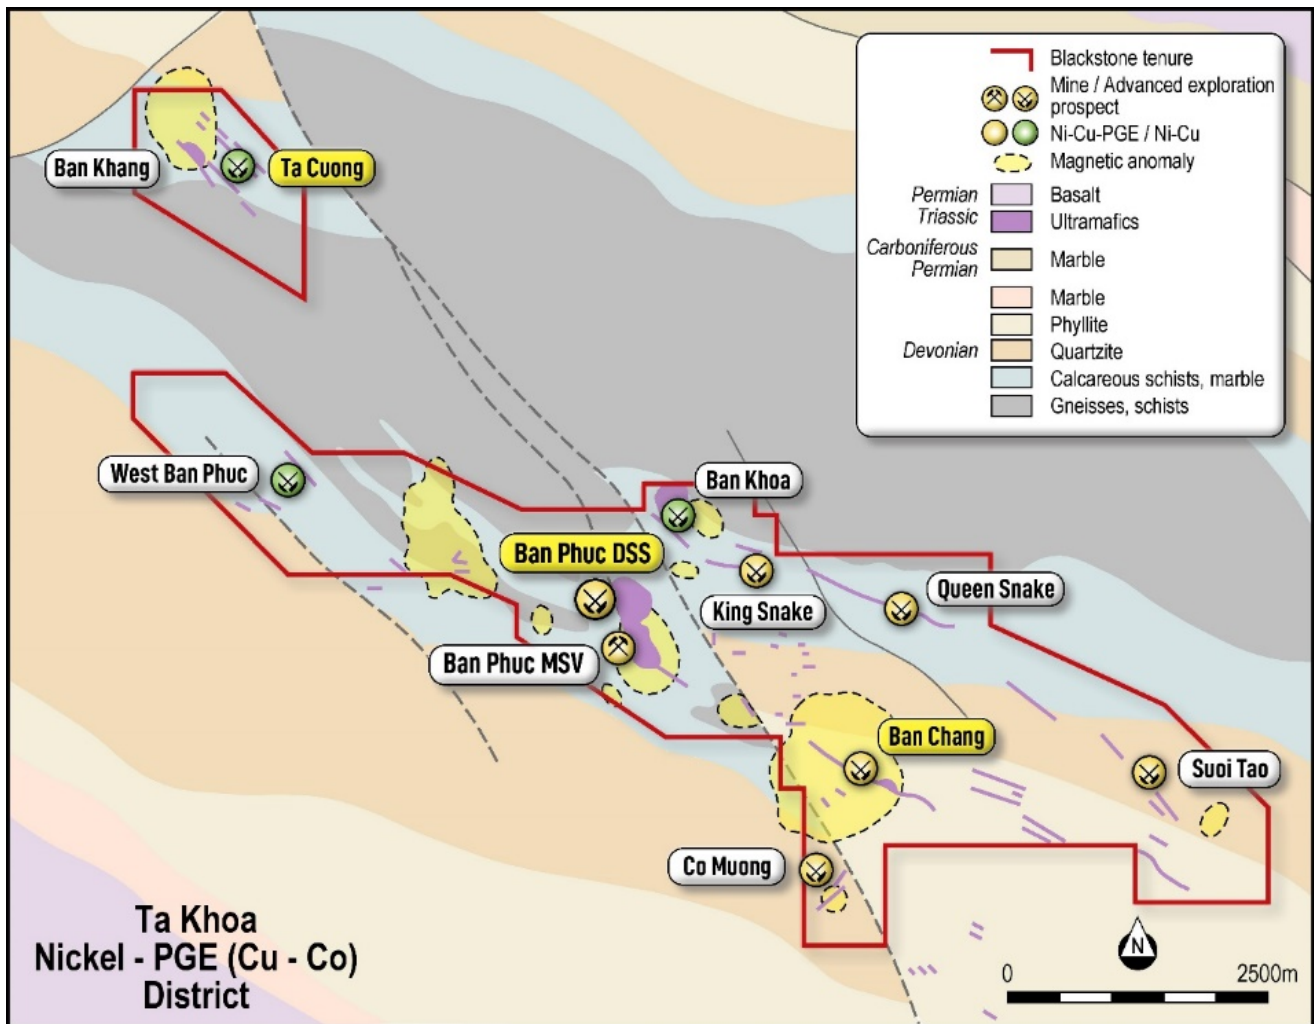 Blackstone tenure
Mine / Advanced exploration
prospect
Ni-Cu-PGE / Ni-Cu
Magnetic anomaly
Permian
Triassic
Basalt
Ultramafics
Carboniferous
Permian
Marble
Marble
Phyllite
Devonian
Quartzite
Calcareous schists, marble
Gneisses, schists
Ban Khang
Ta Cuong
West Ban Phuc
Ban Khoa
Ban Phuc DSS
King Snake
Queen Snake
Ban Phuc MSV
Ban Chang
Suoi Tao
Co Muong
Ta Khoa
Nickel - PGE (Cu - Co)
District
N
0
2500m